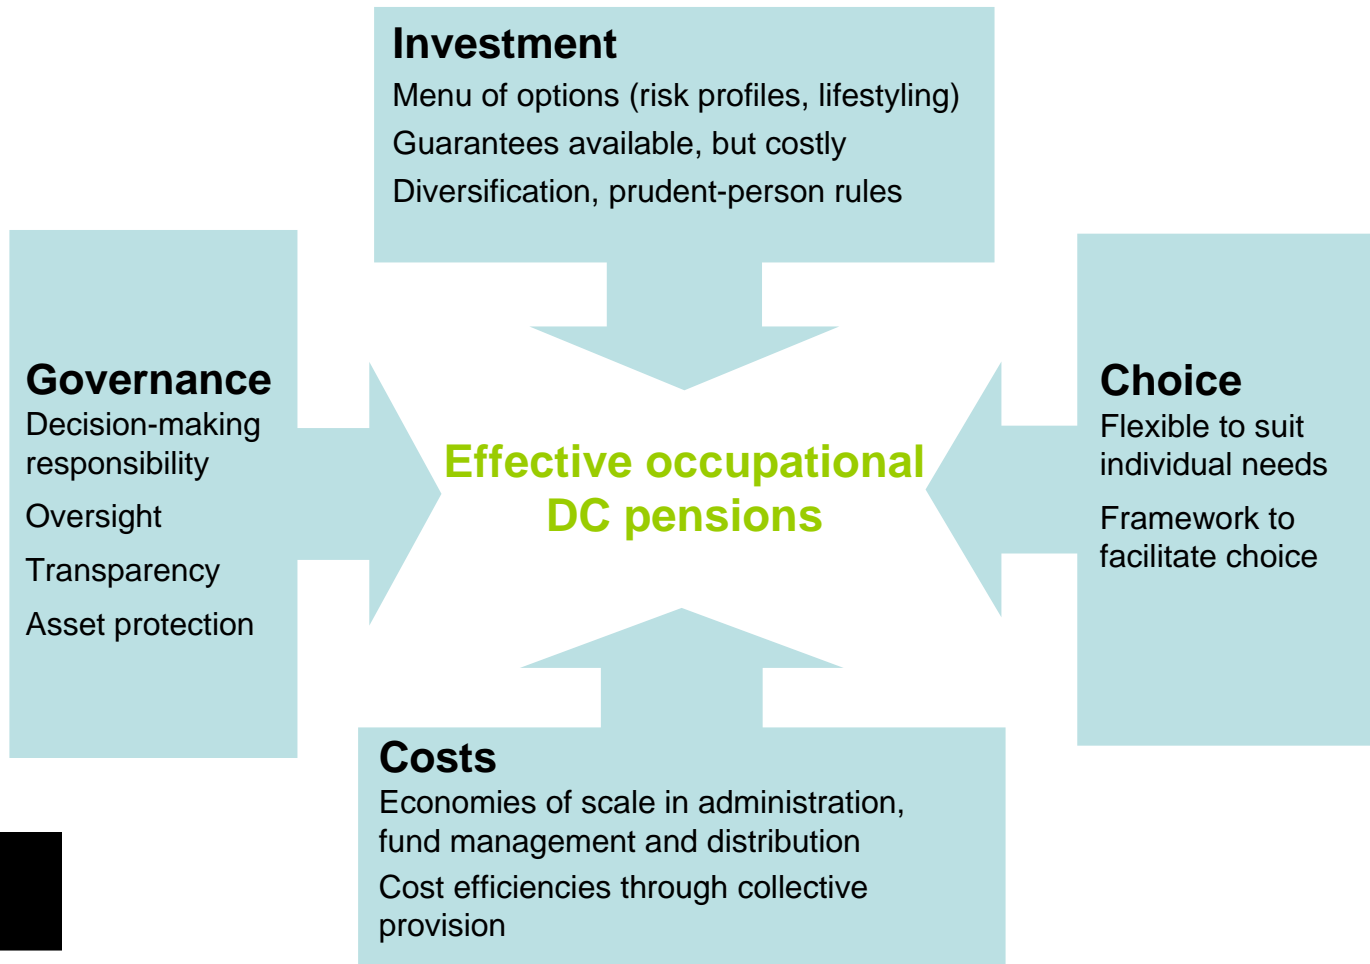 Investment
Menu of options (risk profiles, lifestyling)
Guarantees available, but costly
Diversification, prudent-person rules
Governance
Decision-making
responsibility
Oversight
Transparency
Asset protection
Effective occupational
DC pensions
Choice
Flexible to suit
individual needs
Framework to
facilitate choice
Costs
Economies of scale in administration,
fund management and distribution
Cost efficiencies through collective
provision